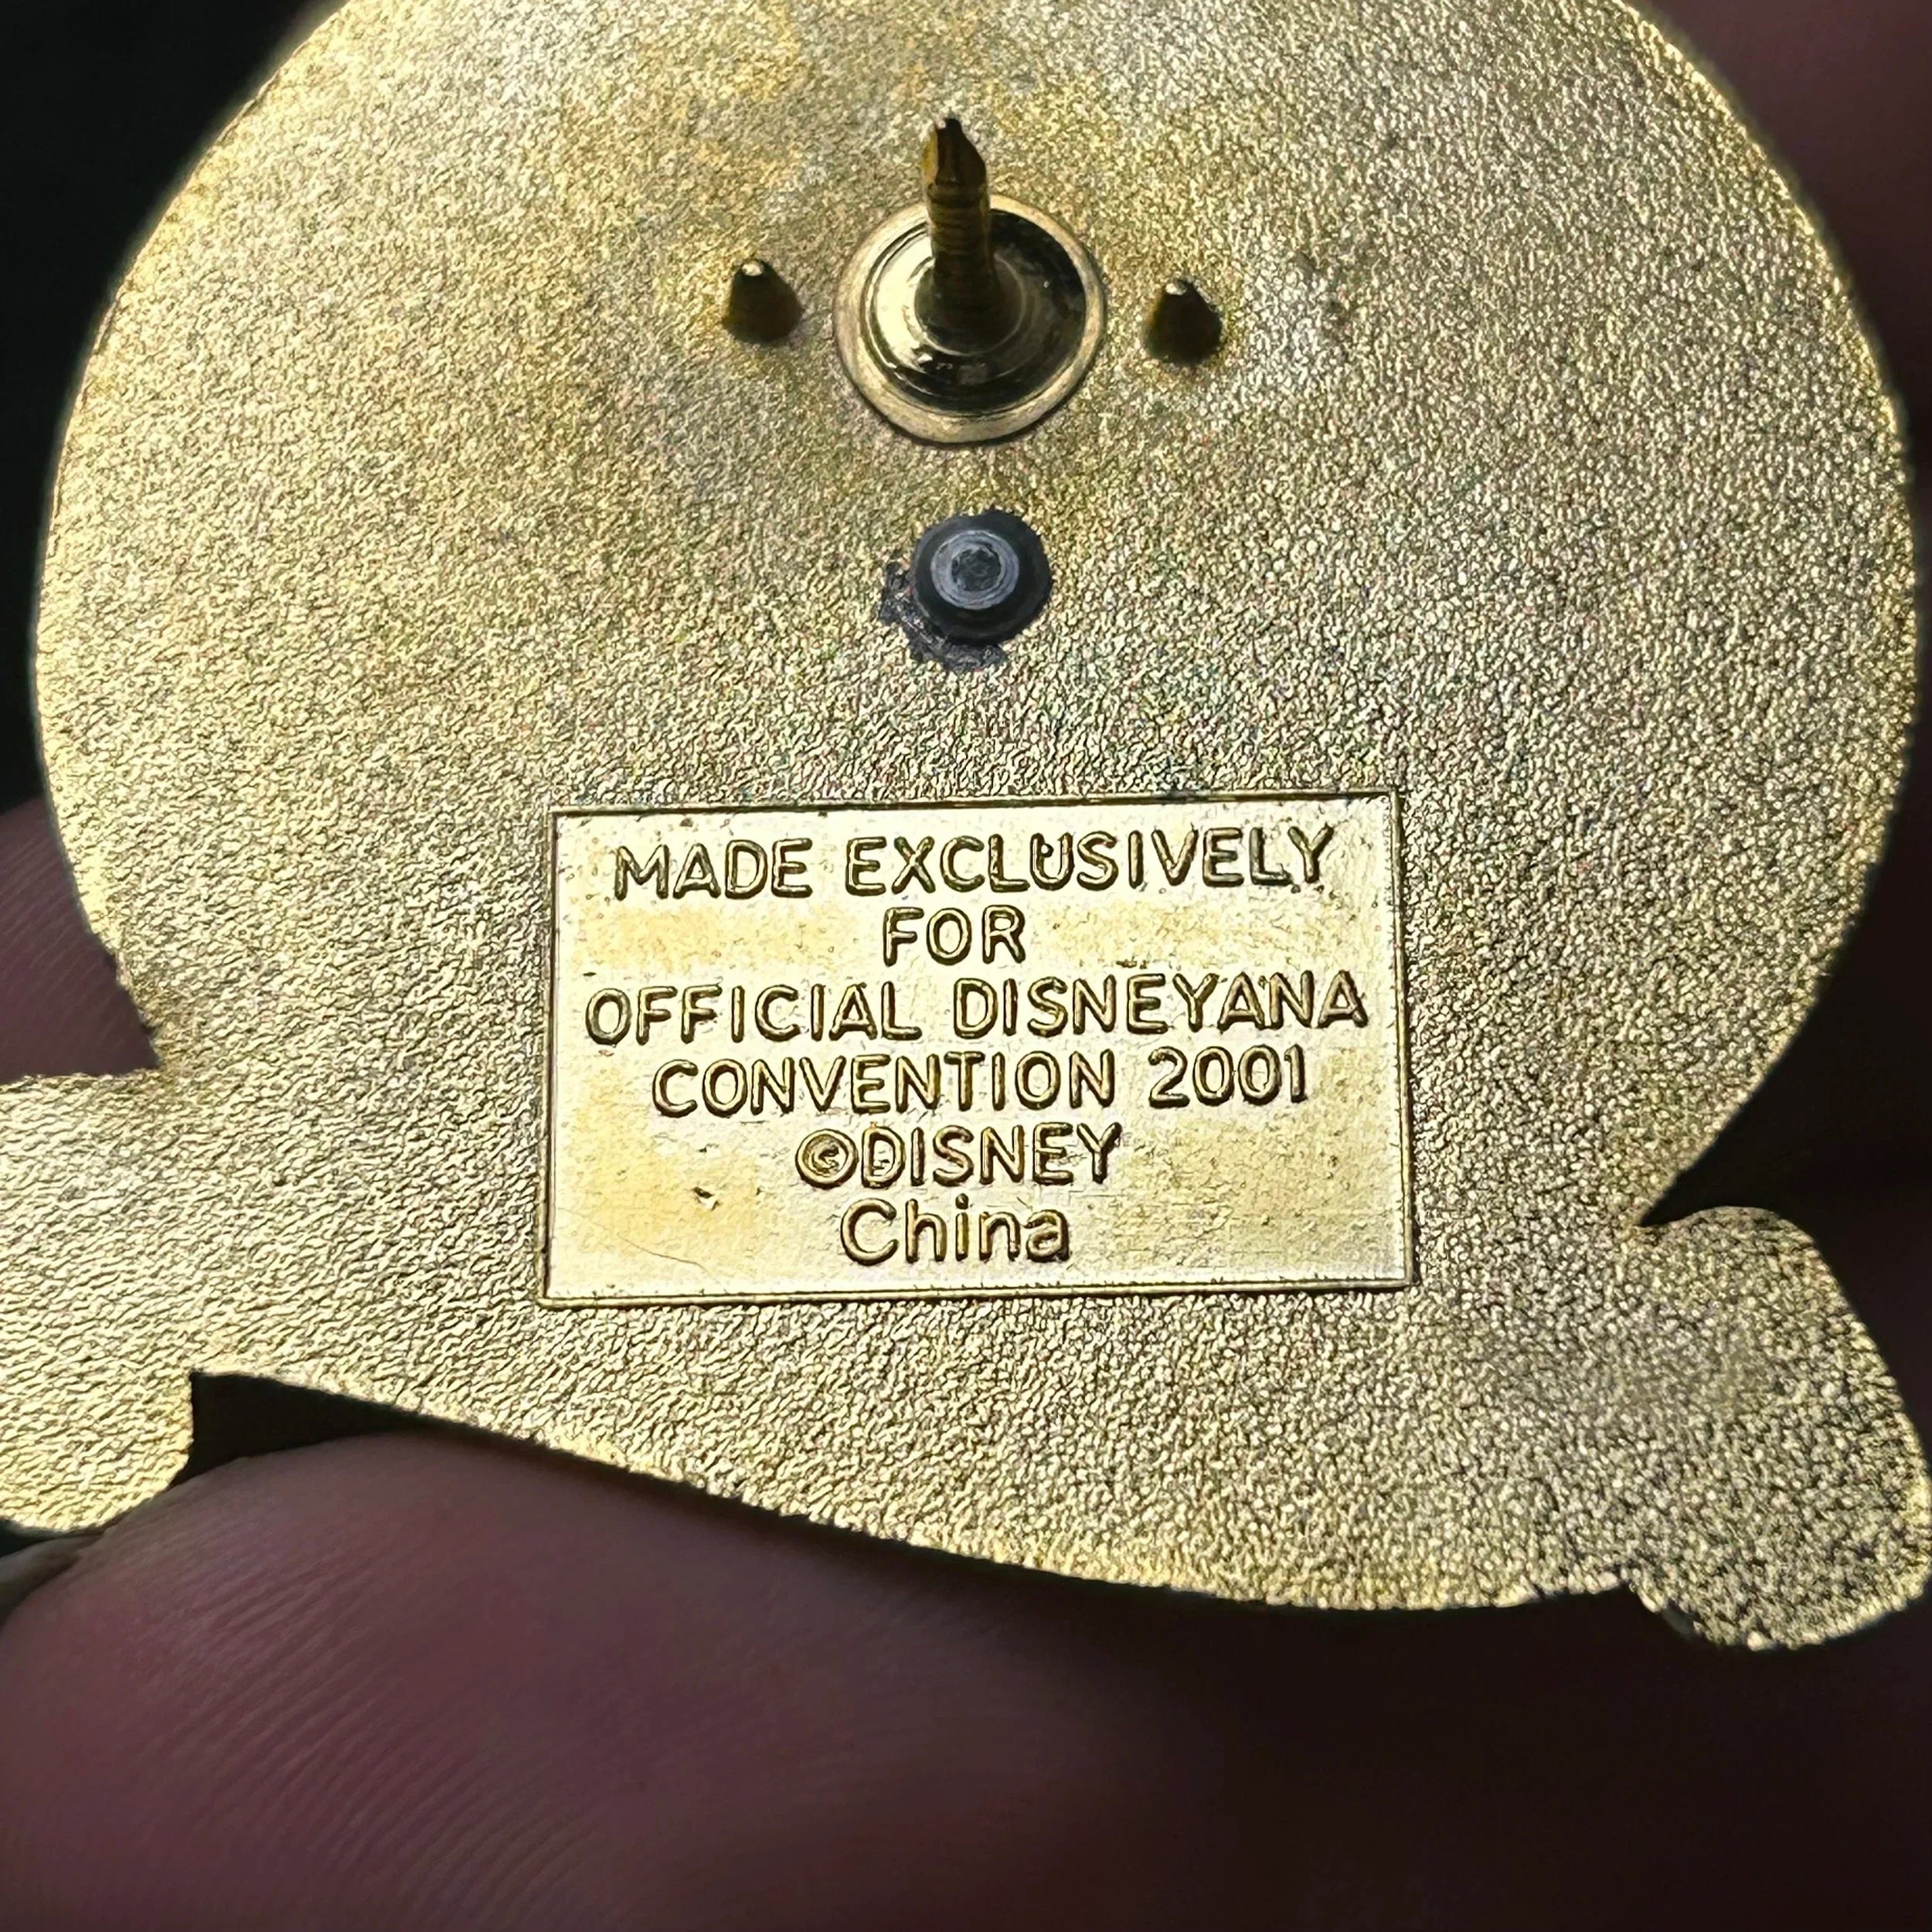 MADE EXCLUSIVELY
FOR
OFFICIAL DISNEYANA
CONVENTION 2001
©DISNEY
China